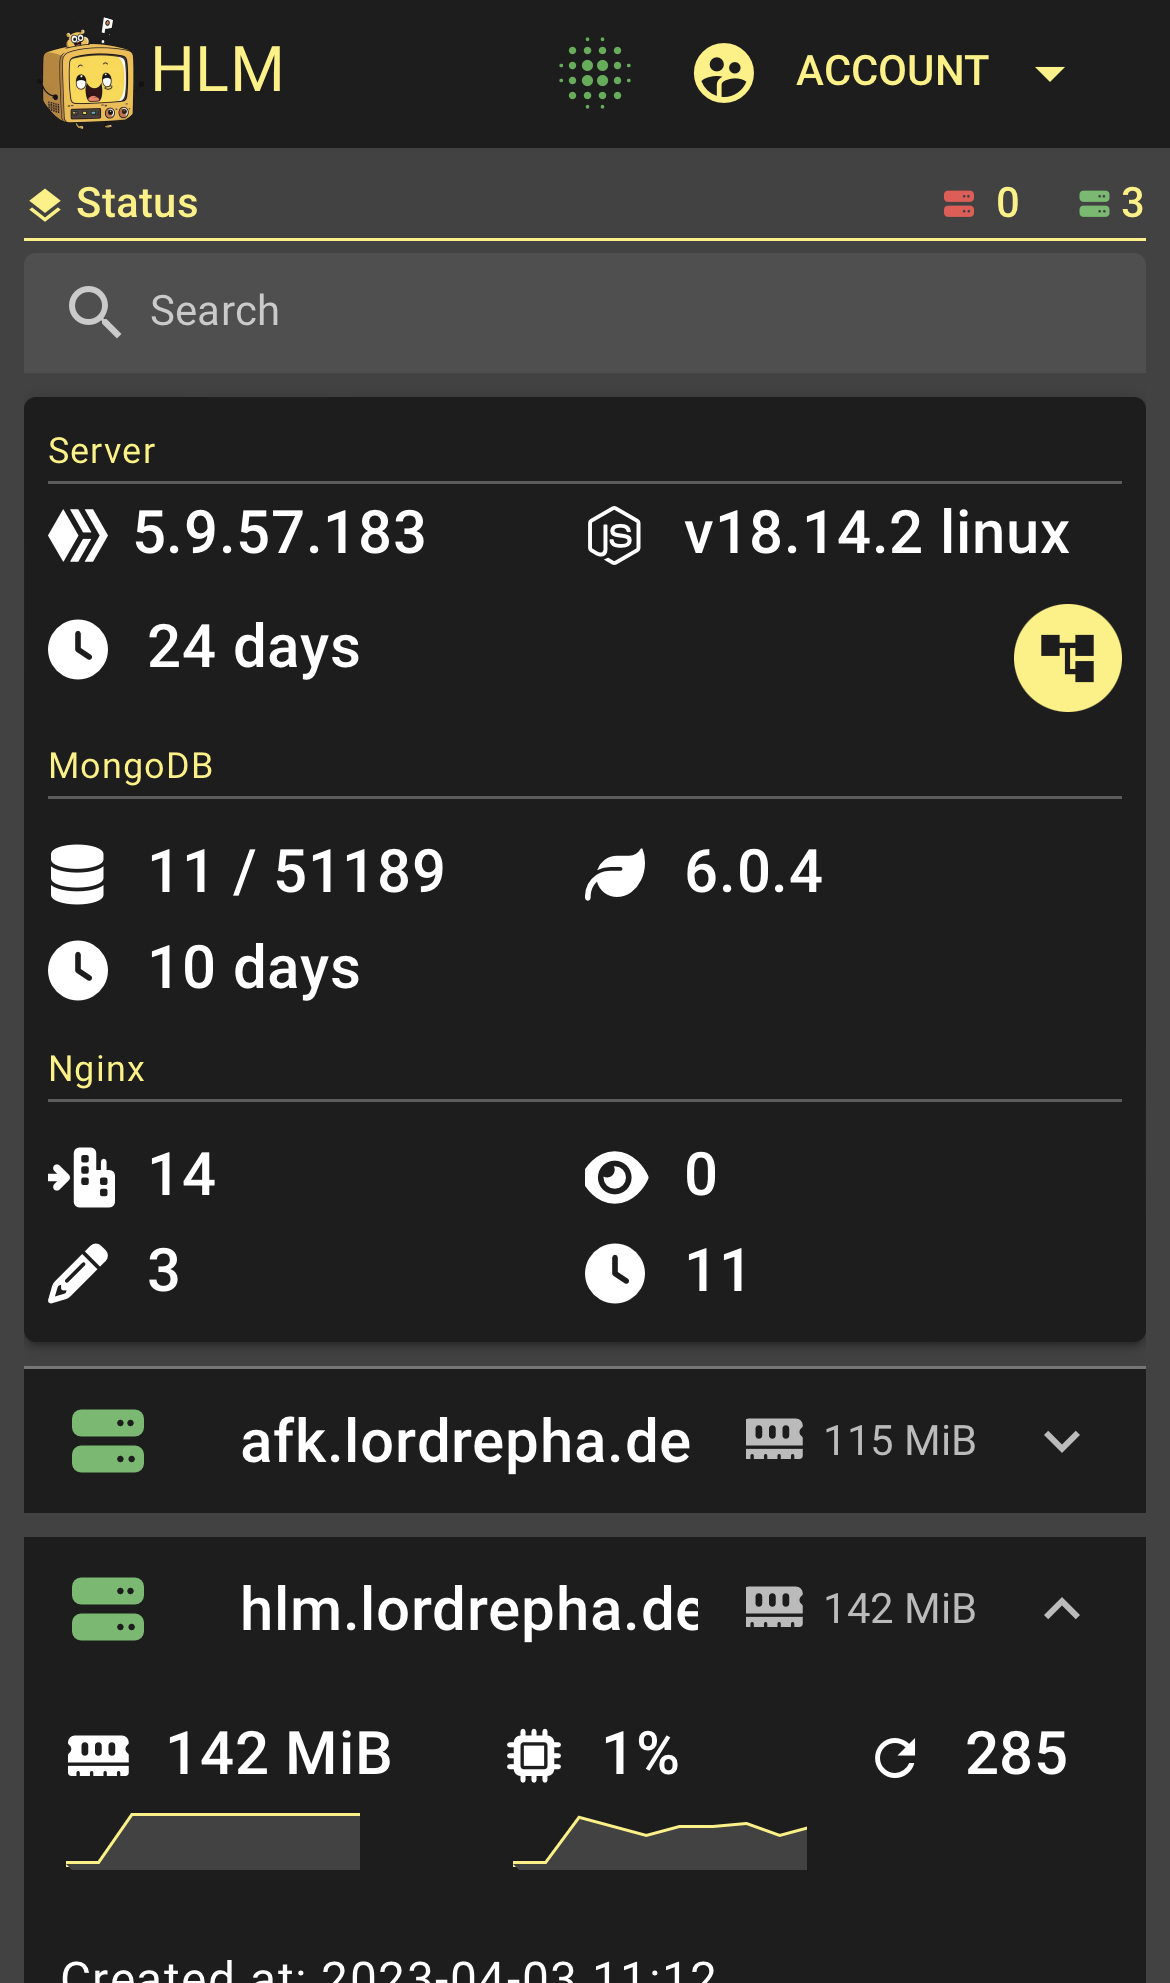 HLM ACCOUNT
Status 0 3
Search
Server
5.9.57.183 JS v18.14.2 linux
24 days
MongoDB
11 / 51189 6.0.4
10 days
Nginx
14 0
3 11
afk.lordrepha.de 115 MiB
hlm.lordrepha.de 142 MiB
142 MiB 1% 285
Created at: 2023-04-03 11:12